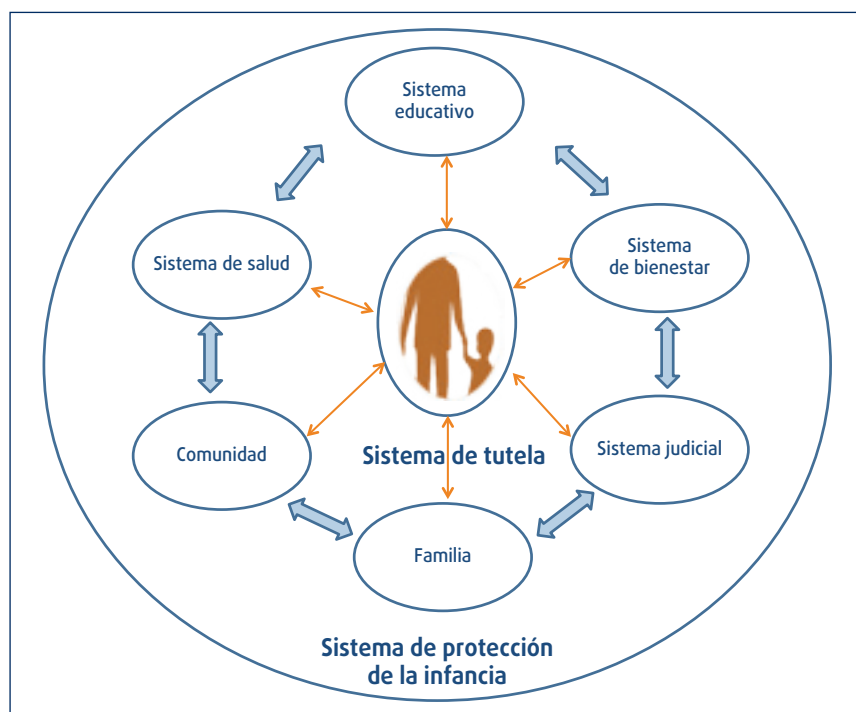 Sistema
educativo
Sistema de salud
Sistema
de bienestar
Comunidad
Sistema de tutela
Sistema judicial
Familia
Sistema de protección
de la infancia